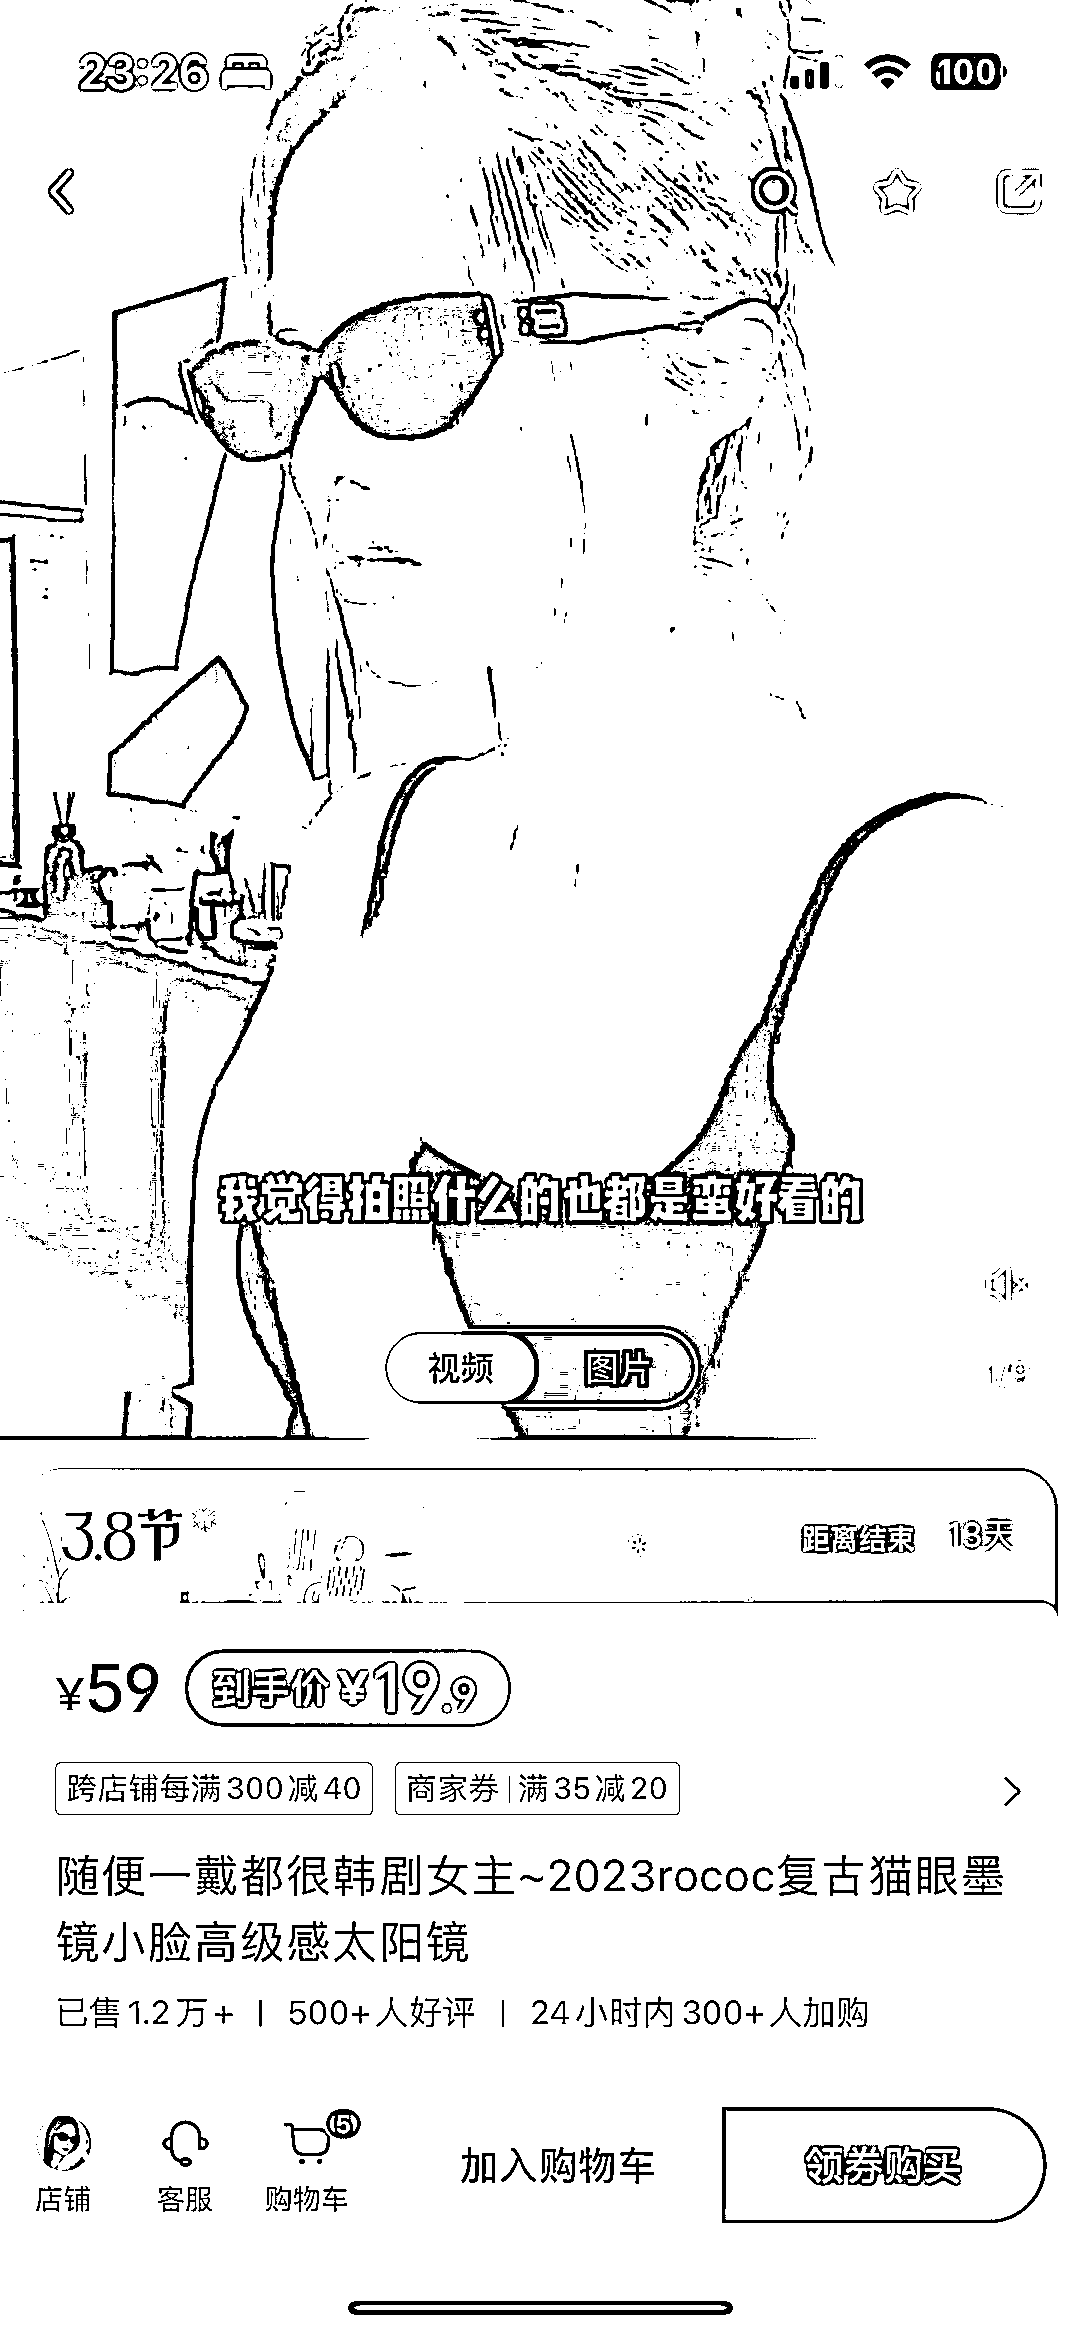 23:26
100
我觉得拍照什么的也都是蛮好看的
视频 图片
1/9
3.8节 距离结束 13天
¥59 到手价 ¥19.9
跨店铺每满300减40 商家券|满35减20
随便一戴都很韩剧女主~2023rococ复古猫眼墨
镜小脸高级感太阳镜
已售1.2万+ | 500+人好评 | 24小时内300+人加购
5
店铺 客服 购物车 加入购物车 领券购买